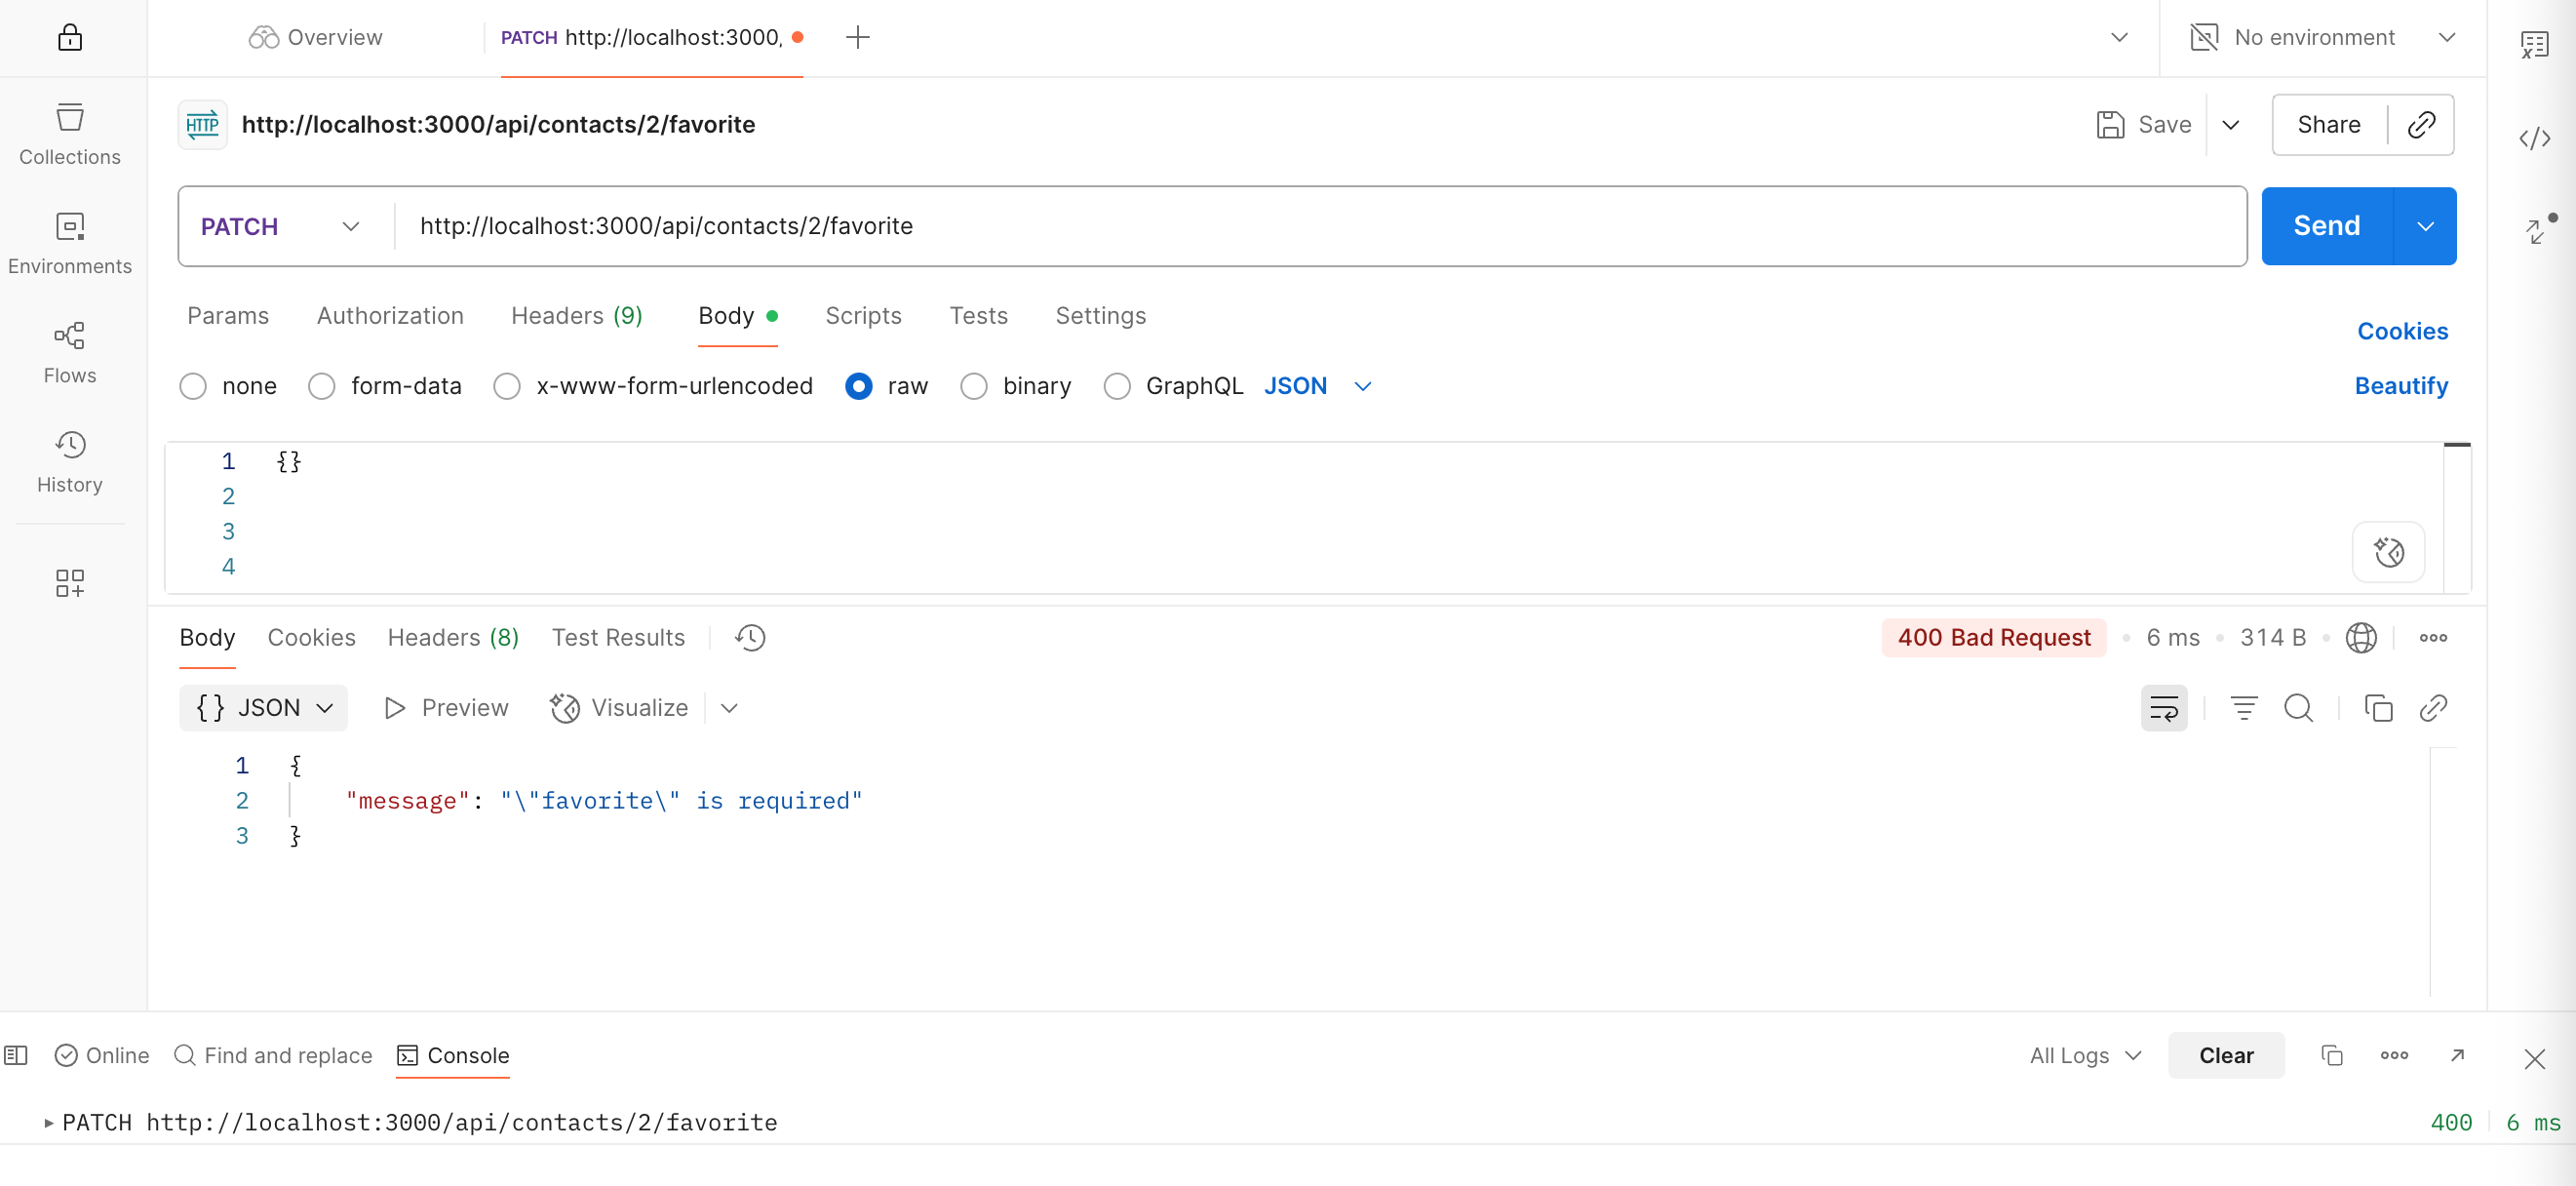 Overview
PATCH http://localhost:3000,
No environment
HTTP http://localhost:3000/api/contacts/2/favorite
Save
Share
Collections
Environments
Flows
History
PATCH http://localhost:3000/api/contacts/2/favorite
Send
Params Authorization Headers (9) Body Scripts Tests Settings
Cookies
none form-data x-www-form-urlencoded raw binary GraphQL JSON
Beautify
1 {}
2
3
4
Body Cookies Headers (8) Test Results
400 Bad Request • 6 ms • 314 B
{} JSON Preview Visualize
1 {
2 "message": "\"favorite\" is required"
3 }
Online Find and replace Console
All Logs Clear
PATCH http://localhost:3000/api/contacts/2/favorite
400 6 ms